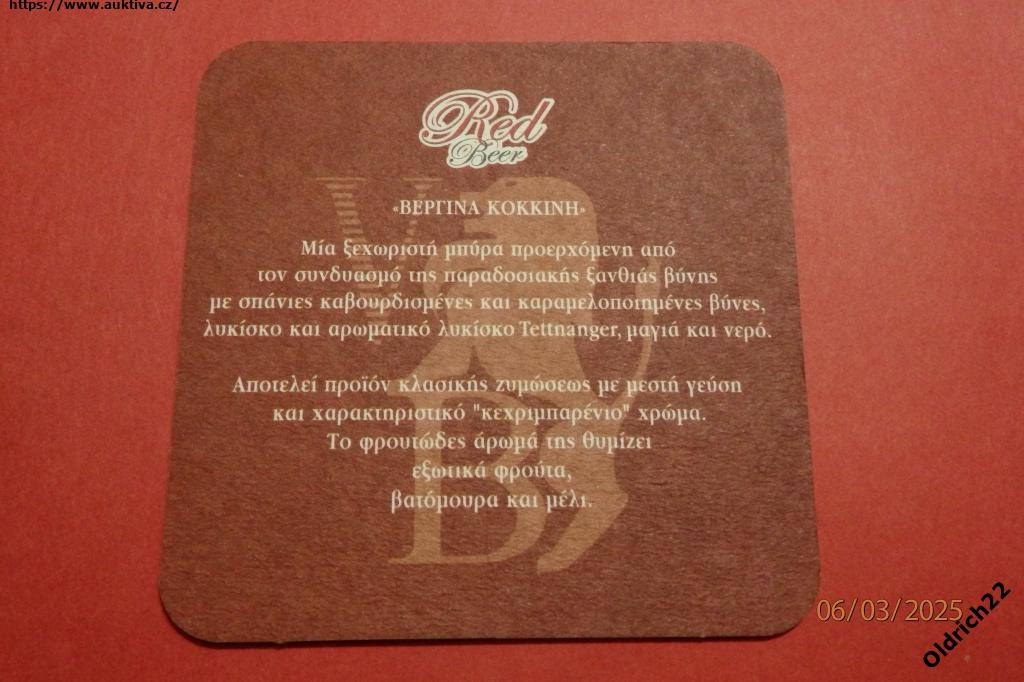 https://www.auktiva.cz/
Red
Beer
«ΒΕΡΓΙΝΑ ΚΟΚΚΙΝΗ»
Μία ξεχωριστή μπύρα προερχόμενη από
τον συνδυασμό της παραδοσιακής ξανθιάς βύνης
με σπάνιες καβουρδισμένες και καραμελοποιημένες βύνες,
λυκίσκο και αρωματικό λυκίσκο Tettnanger, μαγιά και νερό.
Αποτελεί προϊόν κλασικής ζυμώσεως με μεστή γεύση
και χαρακτηριστικό "κεχριμπαρένιο" χρώμα.
Το φρουτώδες άρωμά της θυμίζει
εξωτικά φρούτα,
βατόμουρα και μέλι.
V
B
06/03/2025
Oldrich22